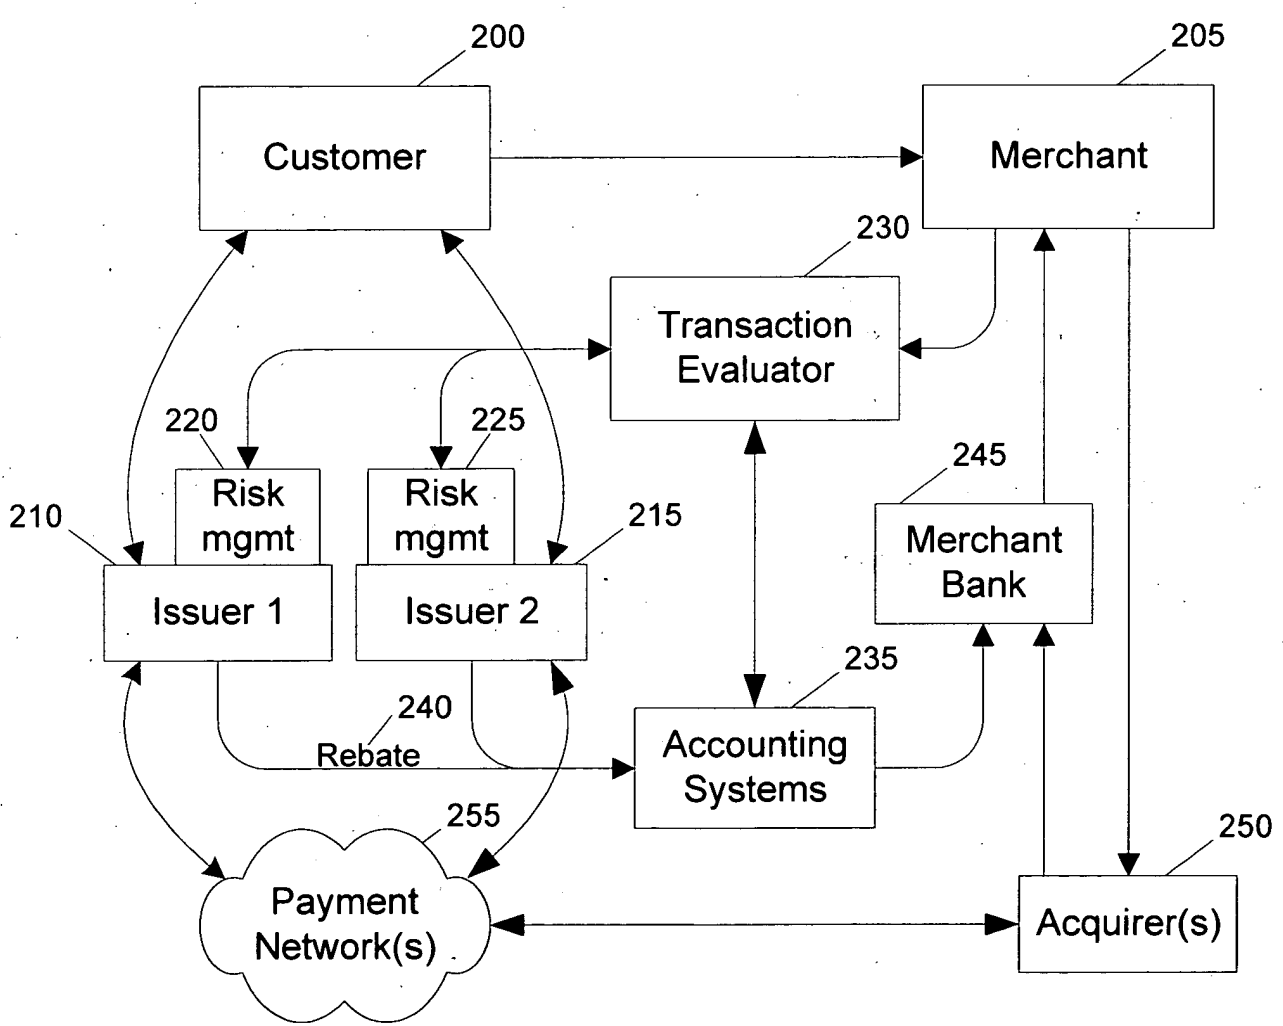 200
205
Customer
Merchant
230
Transaction
Evaluator
220
225
245
210
Risk
mgmt
Risk
mgmt
215
Merchant
Bank
Issuer 1
Issuer 2
235
240
Rebate
Accounting
Systems
255
250
Payment
Network(s)
Acquirer(s)